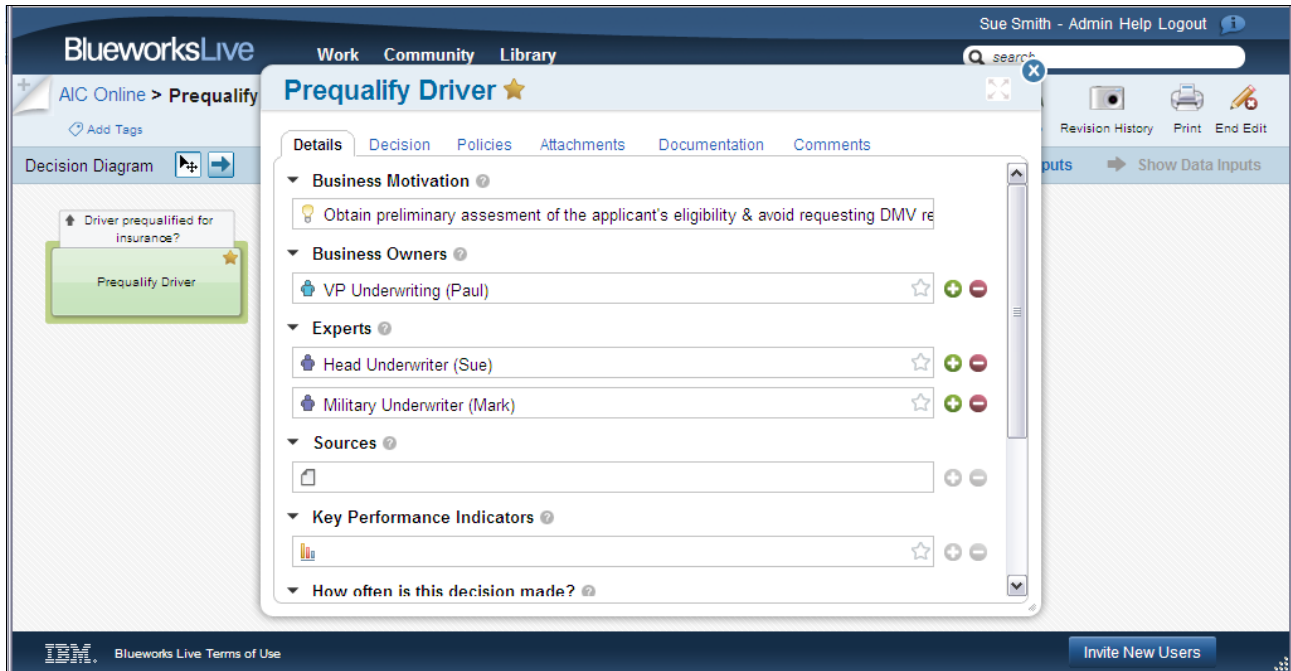 Sue Smith - Admin Help Logout
BlueworksLive
Work Community Library
search
AIC Online > Prequalify
Prequalify Driver
Add Tags
Revision History Print End Edit
Details Decision Policies Attachments Documentation Comments
Decision Diagram
puts Show Data Inputs
Business Motivation
Obtain preliminary assesment of the applicant's eligibility & avoid requesting DMV re
Driver prequalified for
insurance?
Prequalify Driver
Business Owners
VP Underwriting (Paul)
Experts
Head Underwriter (Sue)
Military Underwriter (Mark)
Sources
Key Performance Indicators
How often is this decision made?
IBM. Blueworks Live Terms of Use
Invite New Users